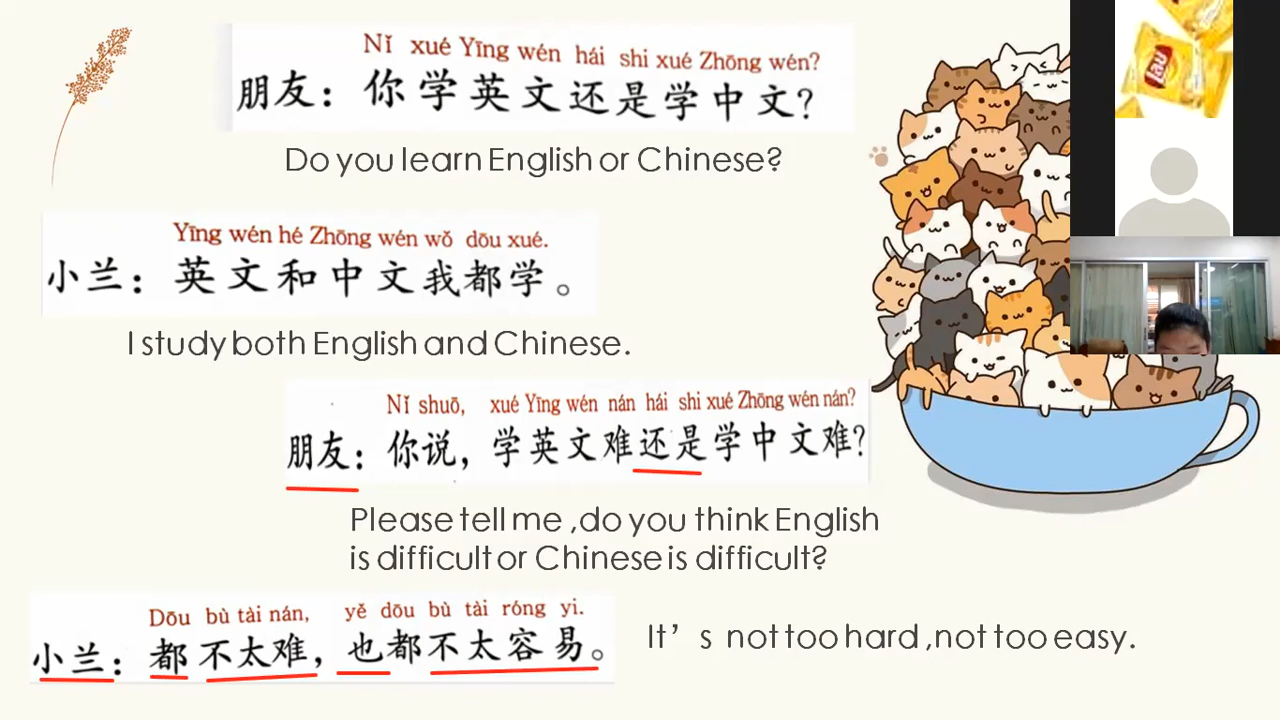 Nǐ xué Yīng wén hái shi xué Zhōng wén?
朋友：你学英文还是学中文?
Do you learn English or Chinese?
Yīng wén hé Zhōng wén wǒ dōu xué.
小兰：英文和中文我都学。
I study both English and Chinese.
Nǐ shuō, xué Yīng wén nán hái shi xué Zhōng wén nán?
朋友：你说，学英文难还是学中文难?
Please tell me ,do you think English
is difficult or Chinese is difficult?
Dōu bù tài nán, yě dōu bù tài róng yi.
小兰：都不太难，也都不太容易。
It’s not too hard ,not too easy.
Lay's